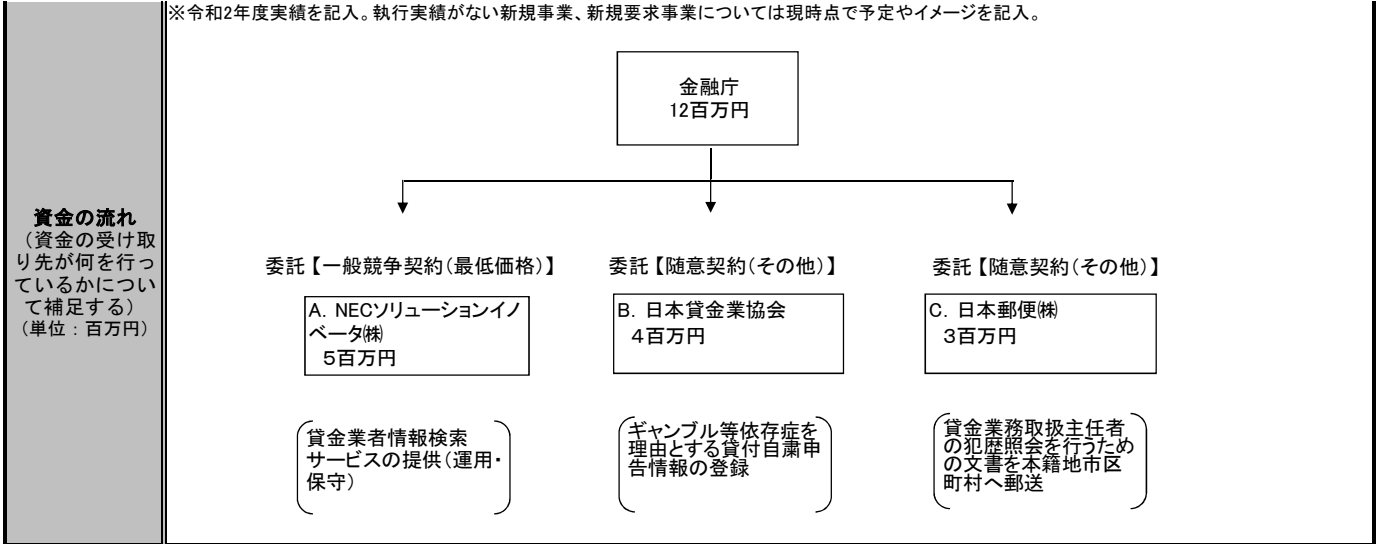 ※令和2年度実績を記入。執行実績がない新規事業、新規要求事業については現時点で予定やイメージを記入。
資金の流れ
(資金の受け取
り先が何を行っ
ているかについ
て補足する)
(単位:百万円)
金融庁
12百万円
委託【一般競争契約(最低価格)】
A. NECソリューションイノ
ベータ㈱
5百万円
貸金業者情報検索
サービスの提供(運用・
保守)
委託【随意契約(その他)】
B. 日本貸金業協会
4百万円
ギャンブル等依存症を
理由とする貸付自粛申
告情報の登録
委託【随意契約(その他)】
C. 日本郵便㈱
3百万円
貸金業務取扱主任者
の犯歴照会を行うため
の文書を本籍地市区
町村へ郵送